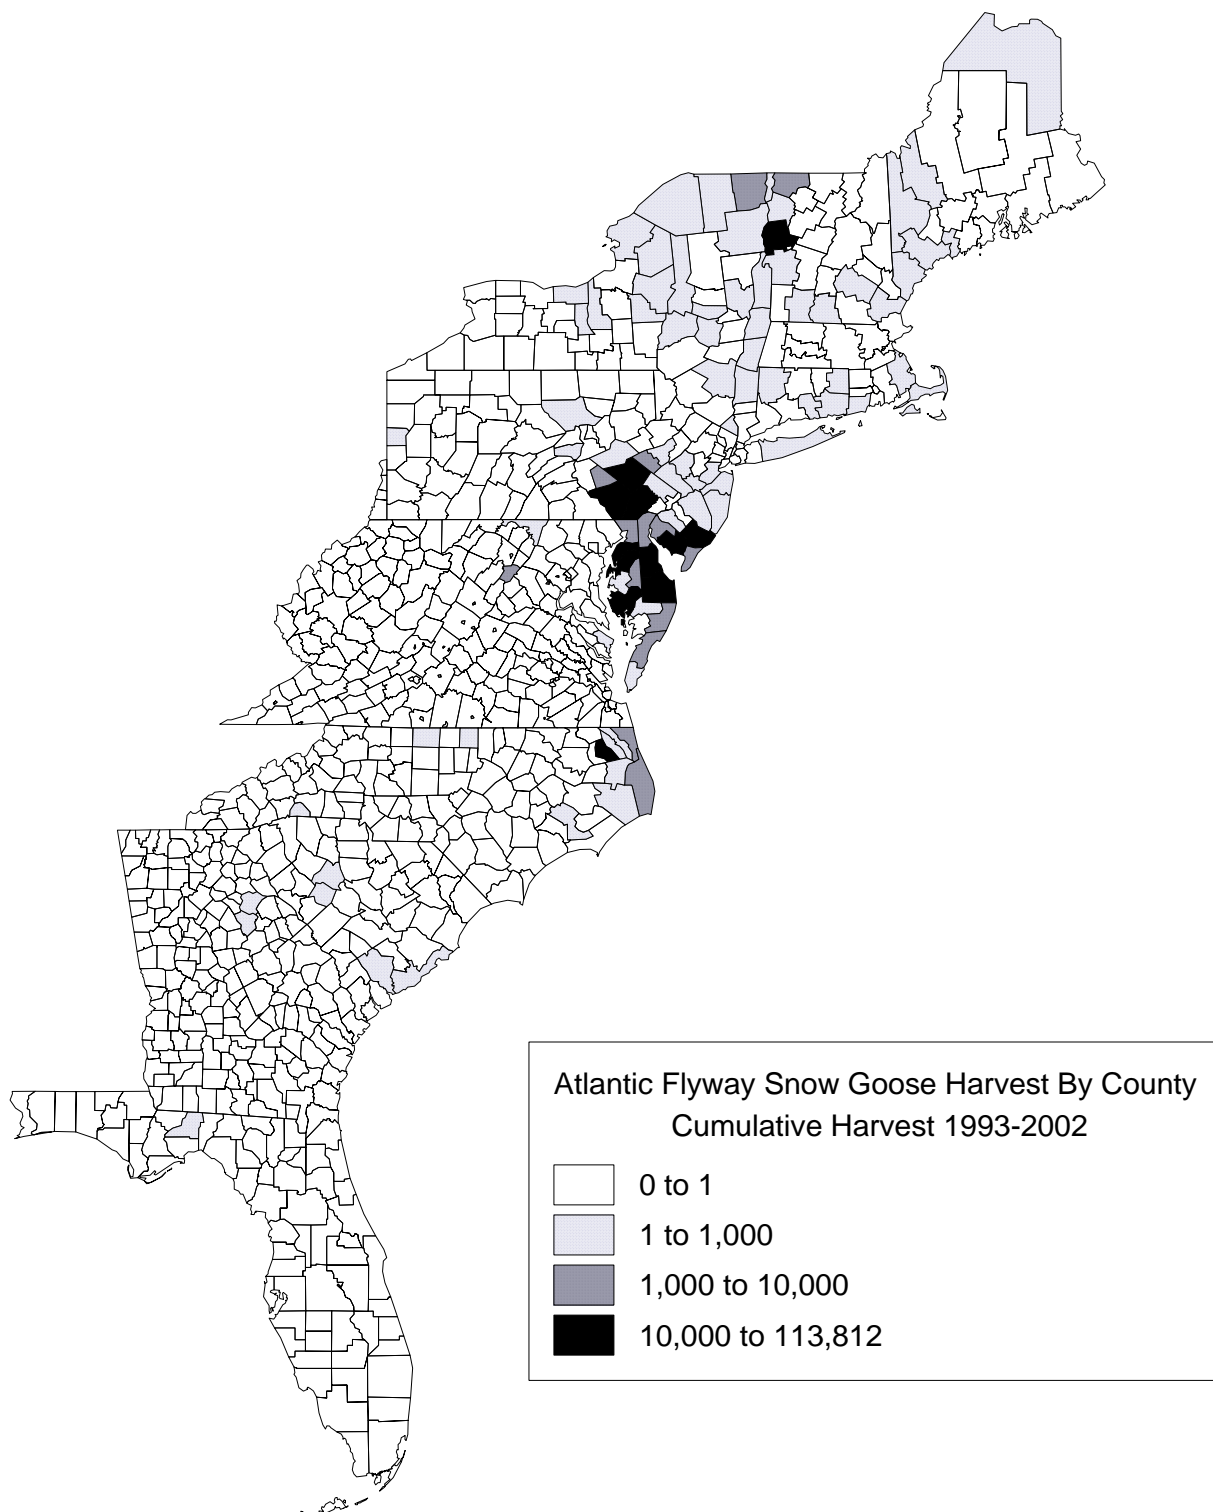 Atlantic Flyway Snow Goose Harvest By County
Cumulative Harvest 1993-2002
0 to 1
1 to 1,000
1,000 to 10,000
10,000 to 113,812